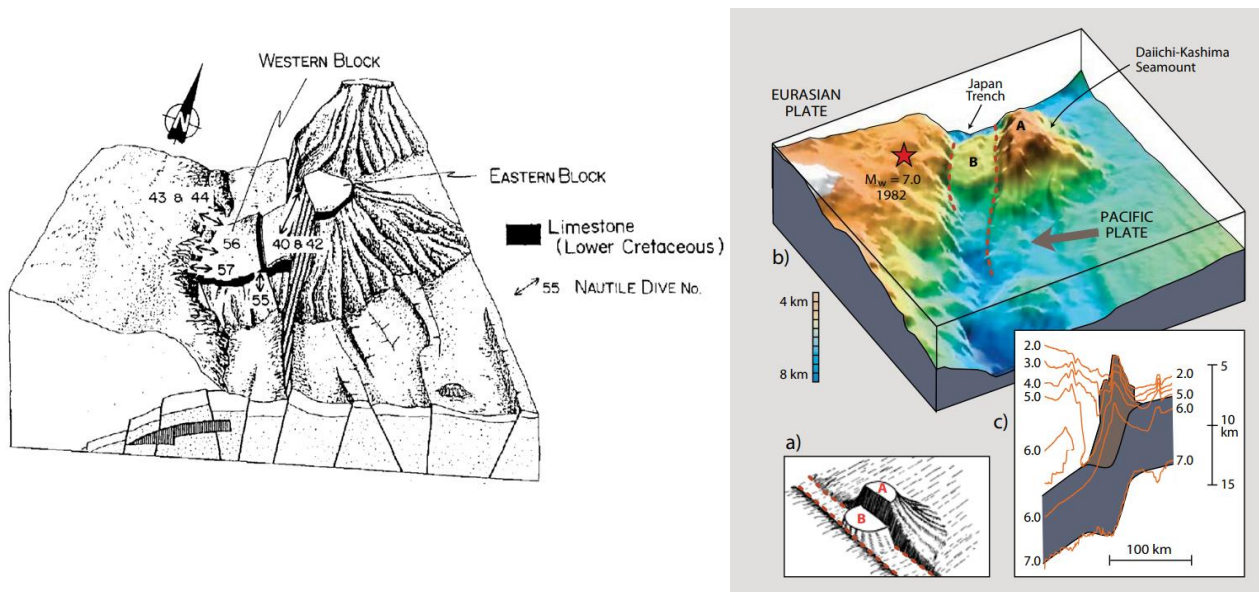 WESTERN BLOCK
EASTERN BLOCK
43 & 44
56
40 & 42
57
55
Limestone
(Lower Cretaceous)
55 NAUTILE DIVE No.
Daiichi-Kashima
Seamount
Japan
Trench
EURASIAN
PLATE
A
B
Mw = 7.0
1982
PACIFIC
PLATE
b)
4 km
8 km
a)
A
B
c)
2.0
3.0
4.0
5.0
6.0
6.0
7.0
2.0
5.0
6.0
7.0
5
10
km
15
100 km